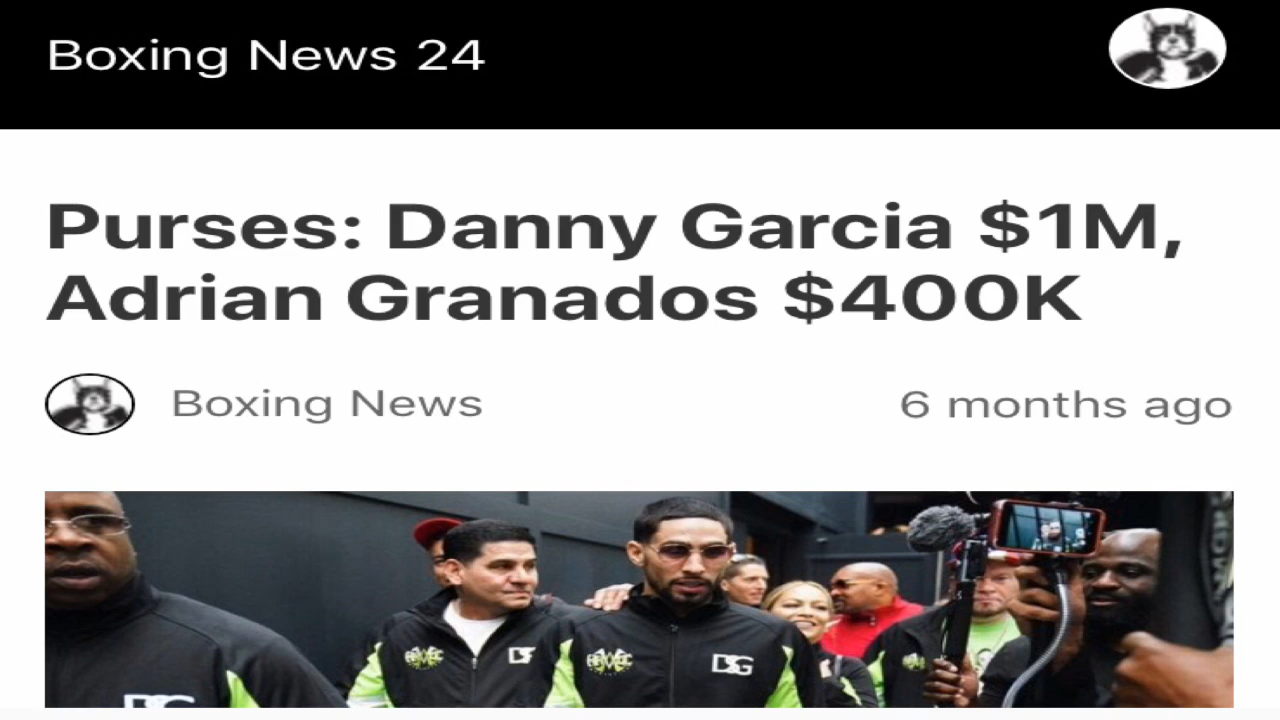 Boxing News 24
Purses: Danny Garcia $1M,
Adrian Granados $400K
Boxing News
6 months ago
DSG
DSG